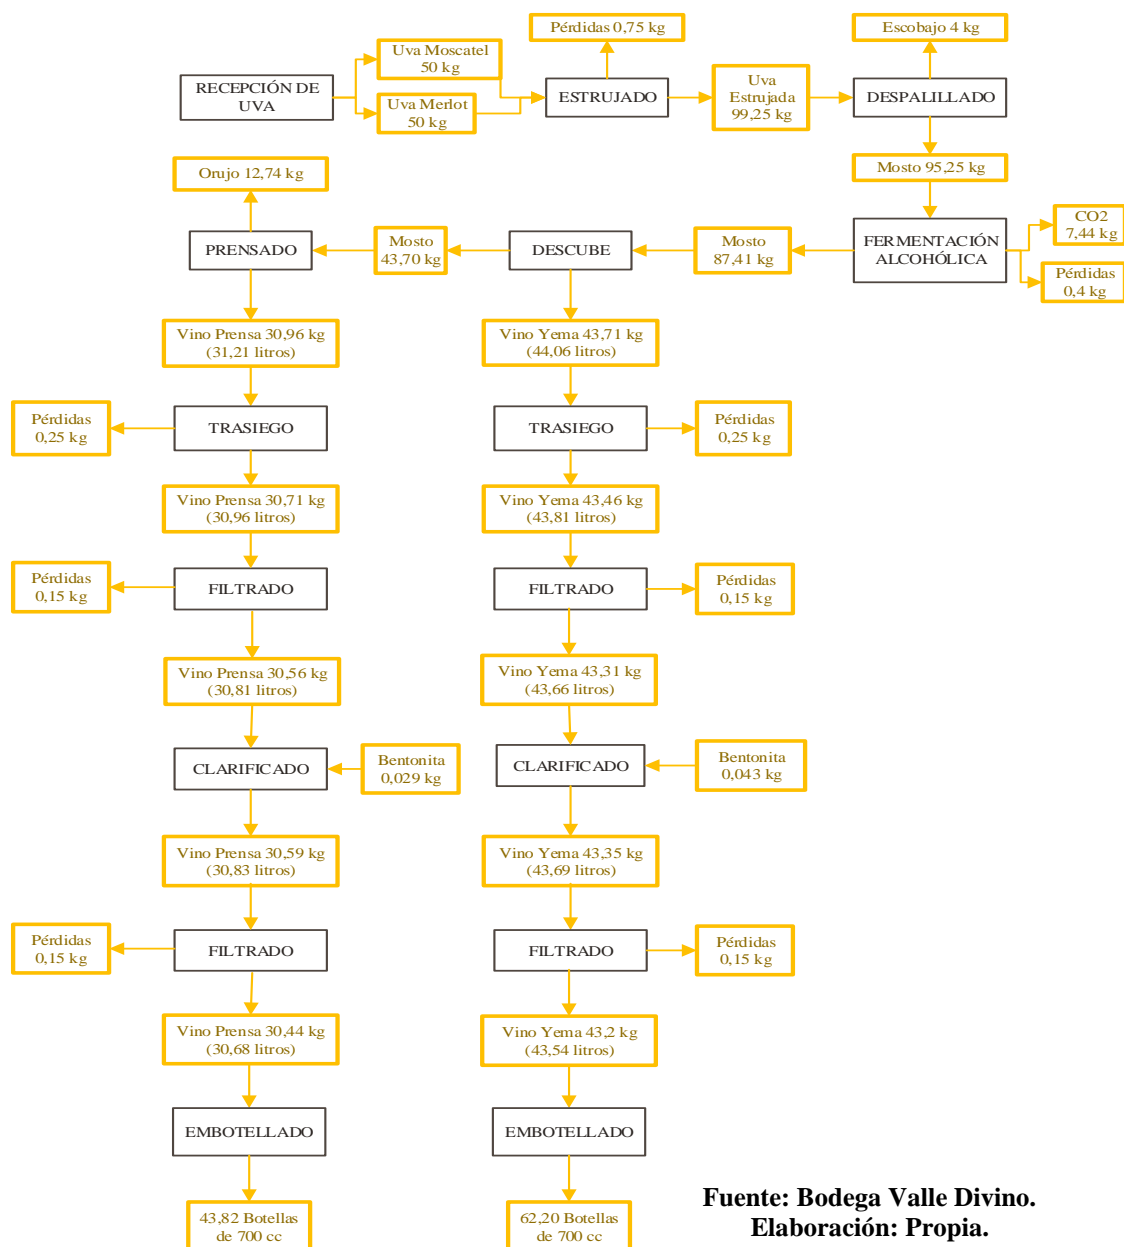 Pérdidas 0,75 kg
Escobajo 4 kg
Uva Moscatel
50 kg
RECEPCIÓN DE
UVA
Uva Merlot
50 kg
ESTRUJADO
Uva
Estrujada
99,25 kg
DESPALILLADO
Orujo 12,74 kg
Mosto 95,25 kg
PRENSADO
Mosto
43,70 kg
DESCUBE
Mosto
87,41 kg
FERMENTACIÓN
ALCOHÓLICA
CO2
7,44 kg
Pérdidas
0,4 kg
Vino Prensa 30,96 kg
(31,21 litros)
Vino Yema 43,71 kg
(44,06 litros)
Pérdidas
0,25 kg
TRASIEGO
TRASIEGO
Pérdidas
0,25 kg
Vino Prensa 30,71 kg
(30,96 litros)
Vino Yema 43,46 kg
(43,81 litros)
Pérdidas
0,15 kg
FILTRADO
FILTRADO
Pérdidas
0,15 kg
Vino Prensa 30,56 kg
(30,81 litros)
Vino Yema 43,31 kg
(43,66 litros)
CLARIFICADO
Bentonita
0,029 kg
CLARIFICADO
Bentonita
0,043 kg
Vino Prensa 30,59 kg
(30,83 litros)
Vino Yema 43,35 kg
(43,69 litros)
Pérdidas
0,15 kg
FILTRADO
FILTRADO
Pérdidas
0,15 kg
Vino Prensa 30,44 kg
(30,68 litros)
Vino Yema 43,2 kg
(43,54 litros)
EMBOTELLADO
EMBOTELLADO
43,82 Botellas
de 700 cc
62,20 Botellas
de 700 cc
Fuente: Bodega Valle Divino.
Elaboración: Propia.